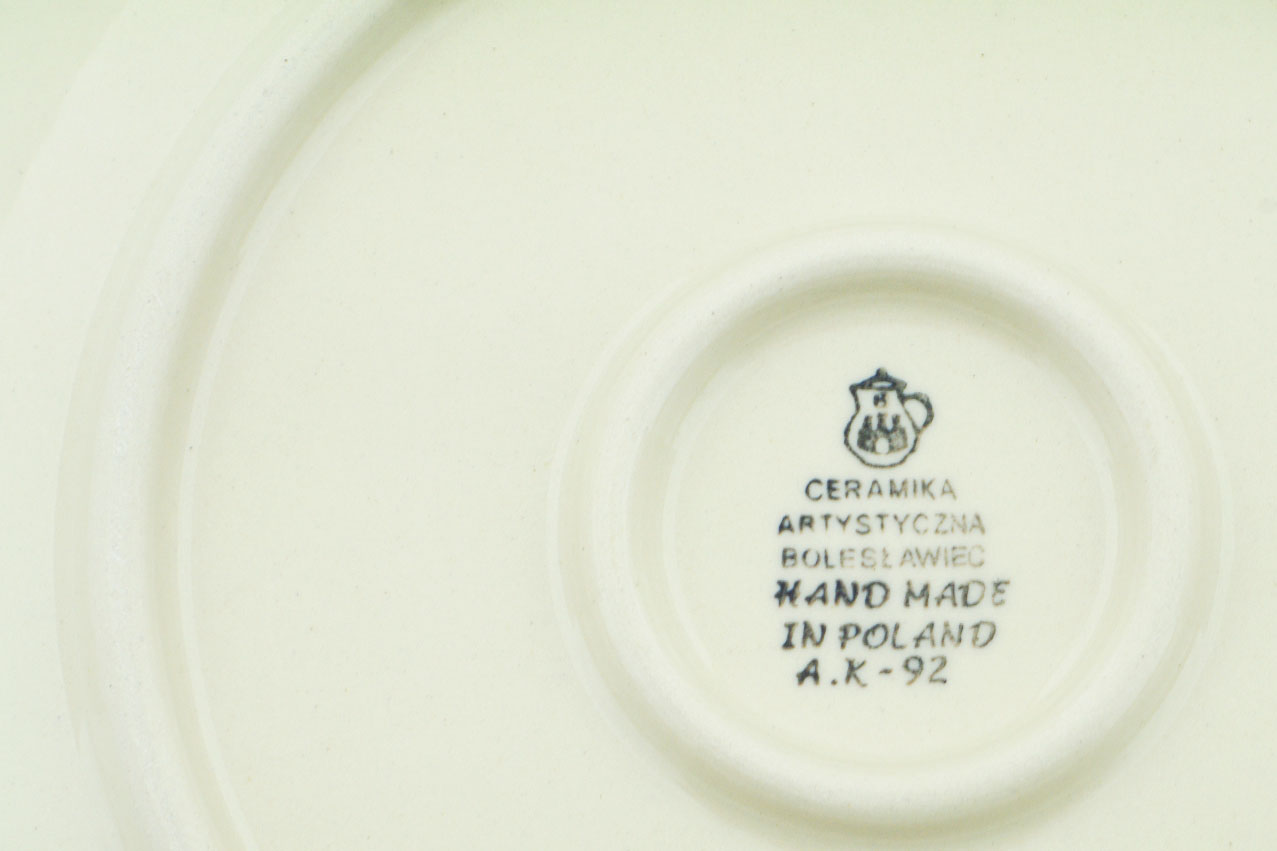 CERAMIKA
ARTYSTYCZNA
BOLESŁAWIEC
HAND MADE
IN POLAND
A.K-92